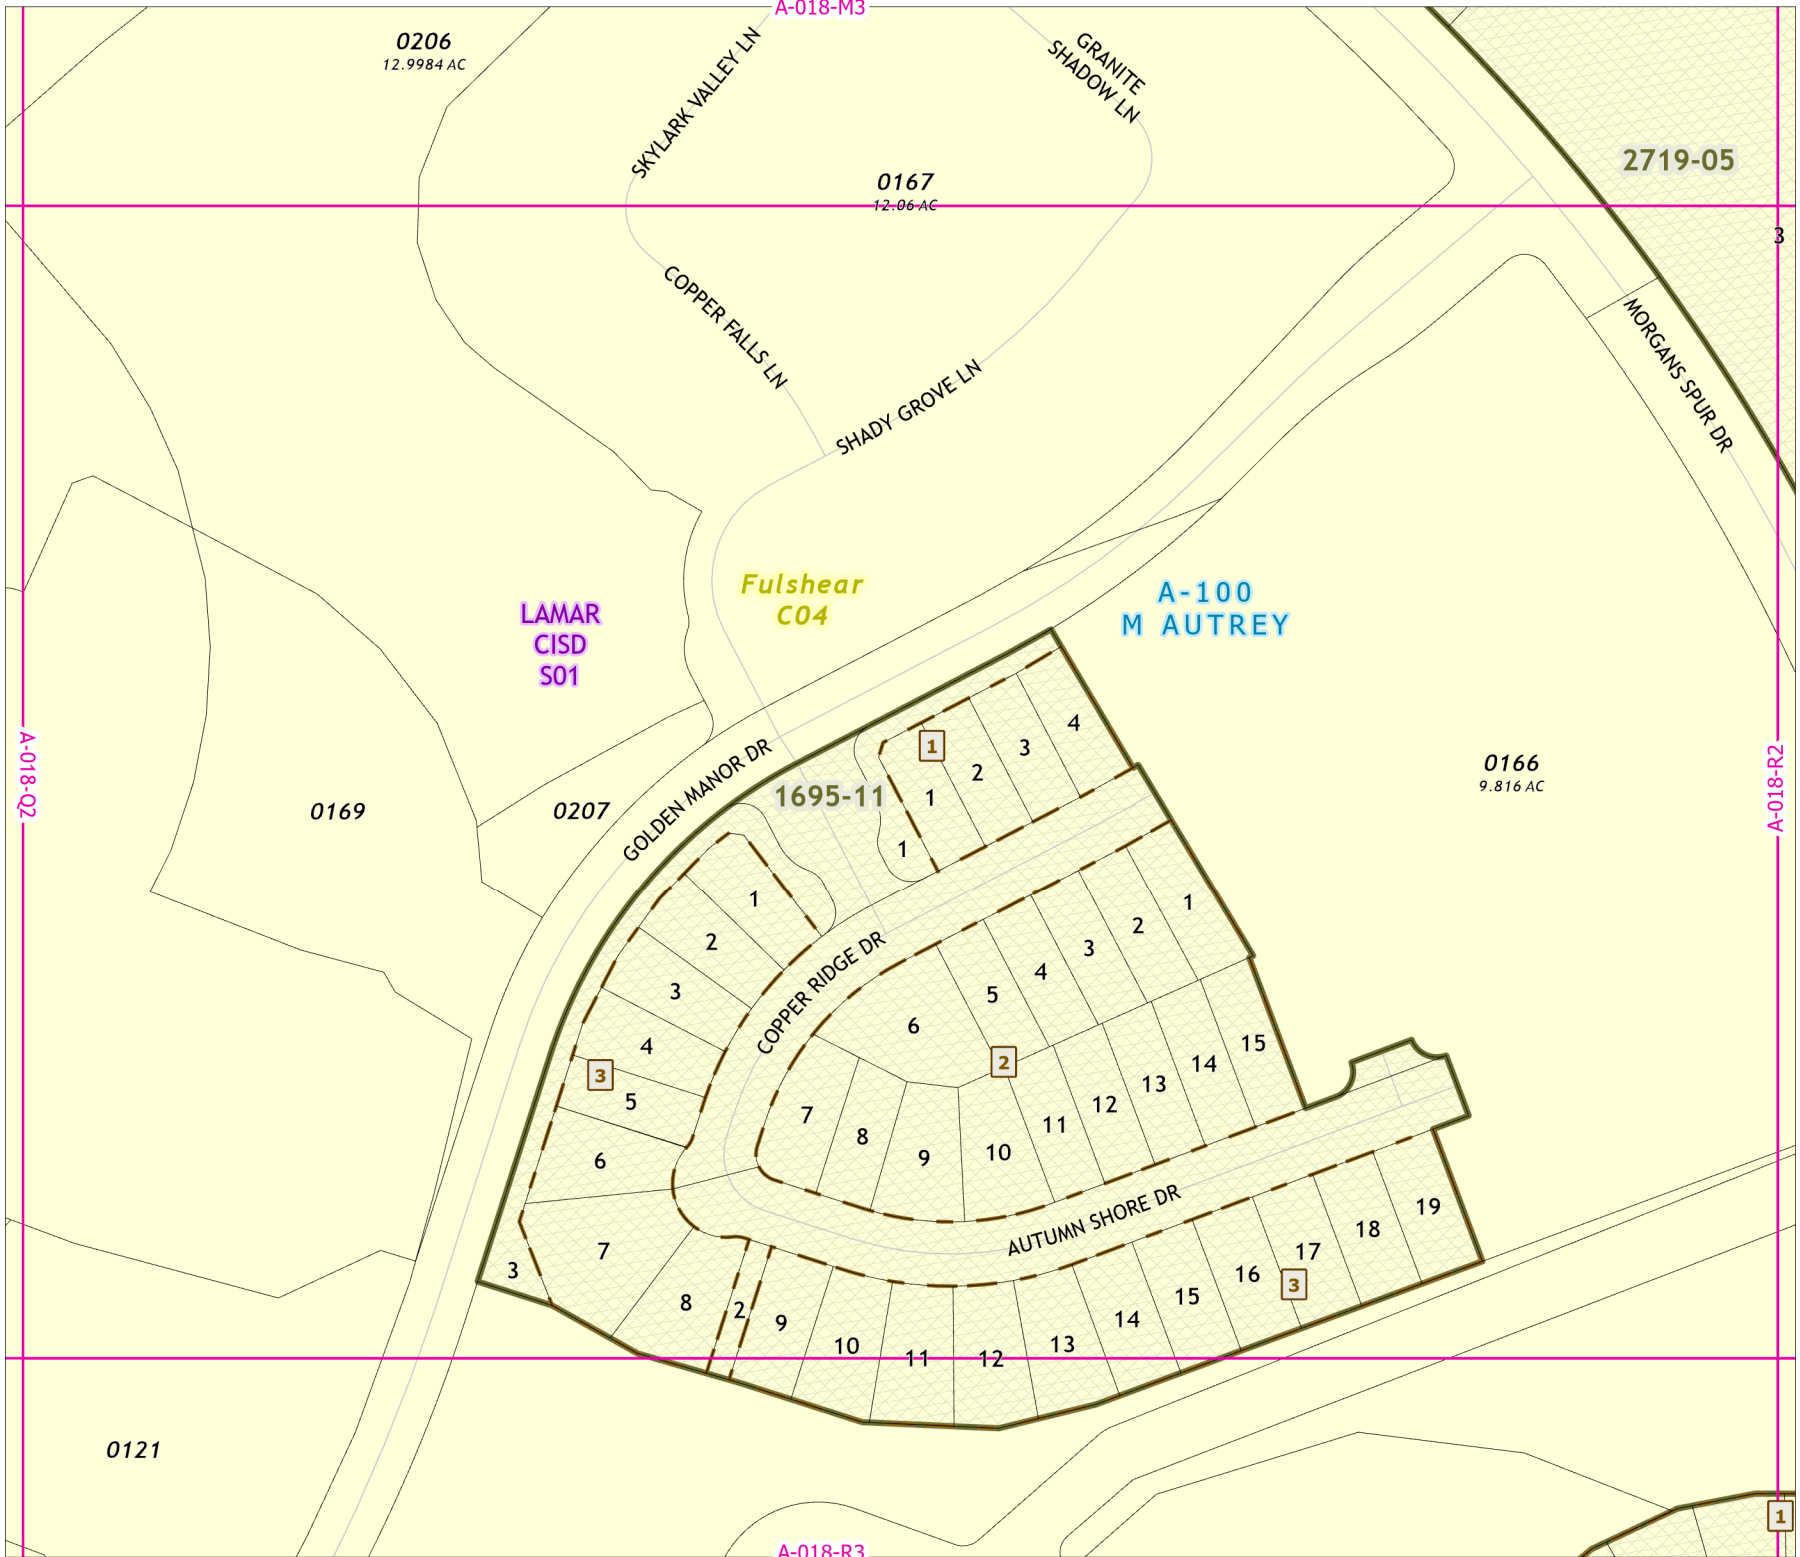 A-018-M3
0206
12.9984 AC
SKYLARK VALLEY LN
GRANITE
SHADOW LN
2719-05
0167
12.06 AC
3
COPPER FALLS LN
SHADY GROVE LN
MORGANS SPUR DR
Fulshear
C04
A-100
M AUTREY
LAMAR
CISD
S01
A-018-Q2
A-018-R2
0169
0207
GOLDEN MANOR DR
1695-11
0166
9.816 AC
1
1
2
3
4
1
1
2
3
4
3
5
6
7
8
3
2
COPPER RIDGE DR
1
2
3
4
5
6
2
7
8
9
10
11
12
13
14
15
AUTUMN SHORE DR
9
10
11
12
13
14
15
16
17
3
18
19
0121
1
A-018-R3